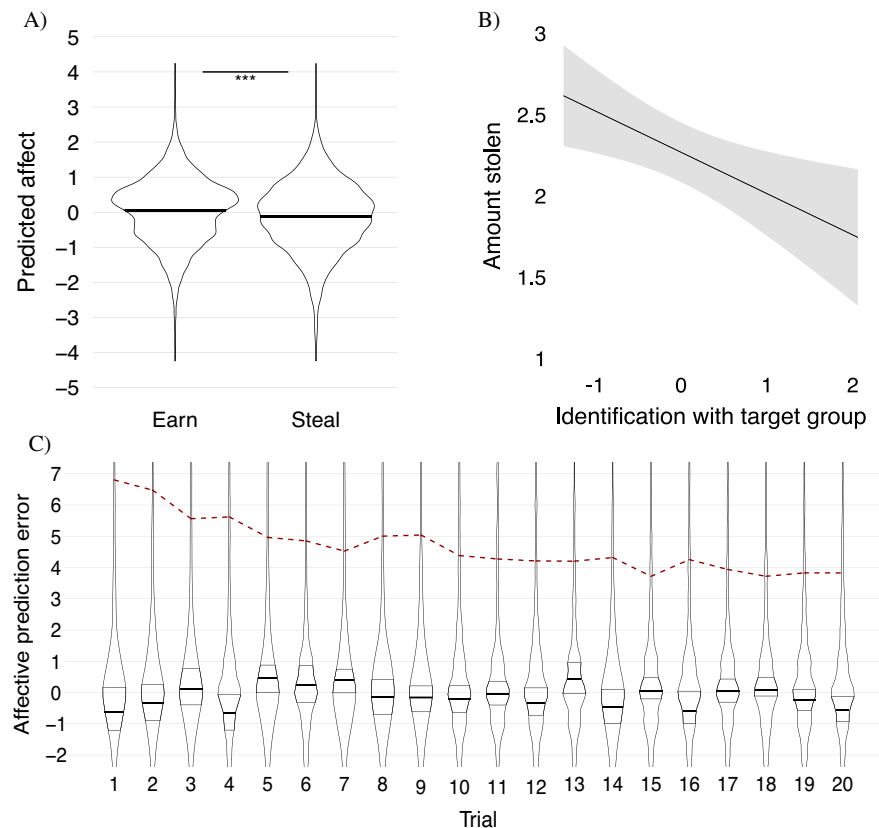 A)
5
4
3
2
1
0
−1
−2
−3
−4
−5
Predicted affect
***
Earn Steal
B)
3
2.5
2
1.5
1
Amount stolen
-1 0 1 2
Identification with target group
C)
7
6
5
4
3
2
1
0
−1
−2
Affective prediction error
1 2 3 4 5 6 7 8 9 10 11 12 13 14 15 16 17 18 19 20
Trial